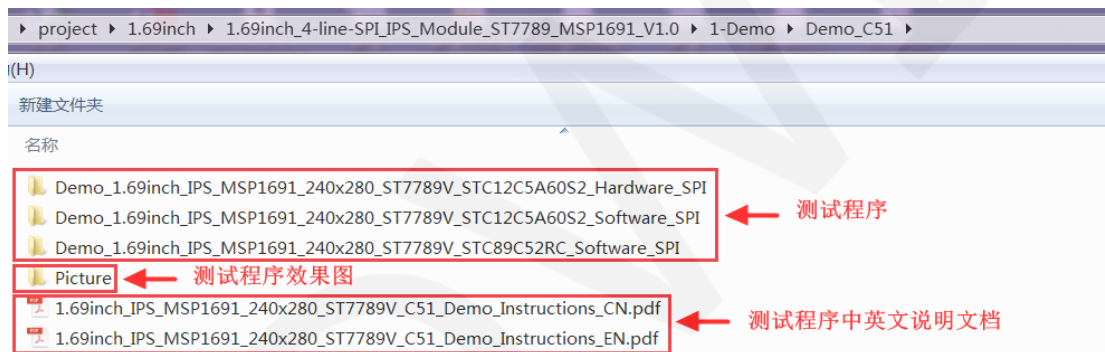 project ▸ 1.69inch ▸ 1.69inch_4-line-SPI_IPS_Module_ST7789_MSP1691_V1.0 ▸ 1-Demo ▸ Demo_C51 ▸
(H)
新建文件夹
名称
Demo_1.69inch_IPS_MSP1691_240x280_ST7789V_STC12C5A60S2_Hardware_SPI
Demo_1.69inch_IPS_MSP1691_240x280_ST7789V_STC12C5A60S2_Software_SPI
测试程序
Demo_1.69inch_IPS_MSP1691_240x280_ST7789V_STC89C52RC_Software_SPI
Picture 测试程序效果图
1.69inch_IPS_MSP1691_240x280_ST7789V_C51_Demo_Instructions_CN.pdf
测试程序中英文说明文档
1.69inch_IPS_MSP1691_240x280_ST7789V_C51_Demo_Instructions_EN.pdf